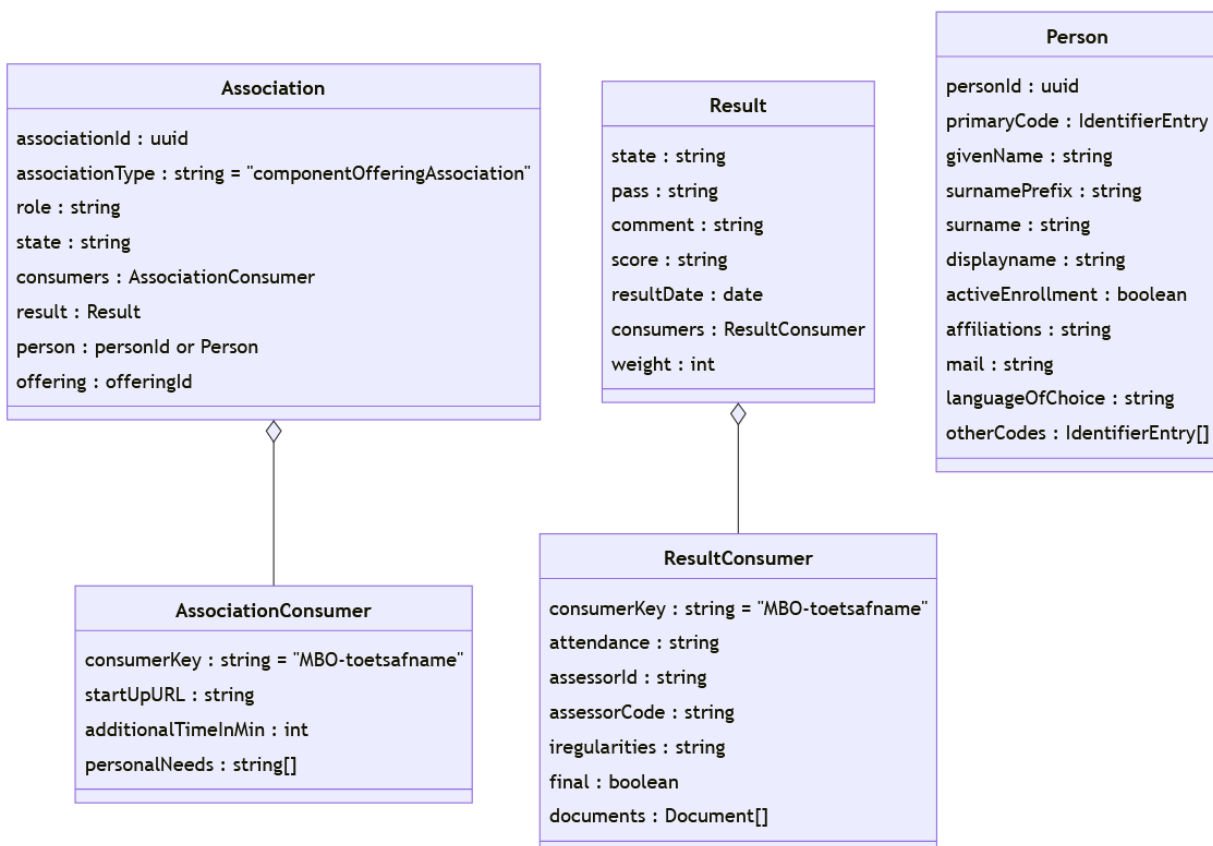 Association
associationId : uuid
associationType : string = "componentOfferingAssociation"
role : string
state : string
consumers : AssociationConsumer
result : Result
person : personId or Person
offering : offeringId
Result
state : string
pass : string
comment : string
score : string
resultDate : date
consumers : ResultConsumer
weight : int
Person
personId : uuid
primaryCode : IdentifierEntry
givenName : string
surnamePrefix : string
surname : string
displayname : string
activeEnrollment : boolean
affiliations : string
mail : string
languageOfChoice : string
otherCodes : IdentifierEntry[]
AssociationConsumer
consumerKey : string = "MBO-toetsafname"
startUpURL : string
additionalTimeInMin : int
personalNeeds : string[]
ResultConsumer
consumerKey : string = "MBO-toetsafname"
attendance : string
assessorId : string
assessorCode : string
iregularities : string
final : boolean
documents : Document[]